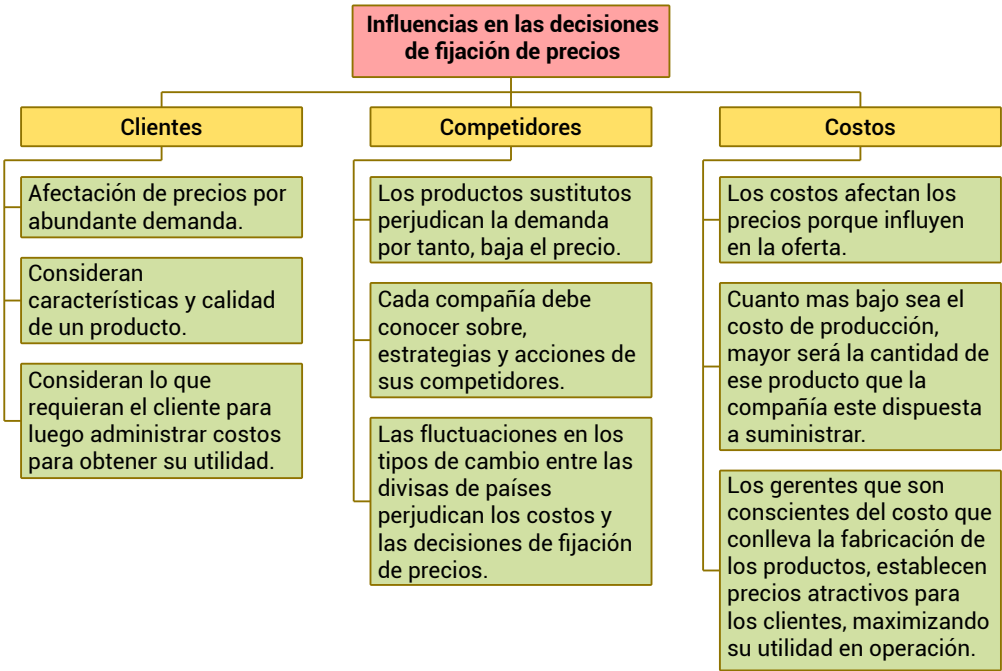 Influencias en las decisiones
de fijación de precios
Clientes
Afectación de precios por
abundante demanda.
Consideran
características y calidad
de un producto.
Consideran lo que
requieran el cliente para
luego administrar costos
para obtener su utilidad.
Competidores
Los productos sustitutos
perjudican la demanda
por tanto, baja el precio.
Cada compañía debe
conocer sobre,
estrategias y acciones de
sus competidores.
Las fluctuaciones en los
tipos de cambio entre las
divisas de países
perjudican los costos y
las decisiones de fijación
de precios.
Costos
Los costos afectan los
precios porque influyen
en la oferta.
Cuanto mas bajo sea el
costo de producción,
mayor será la cantidad de
ese producto que la
compañía este dispuesta
a suministrar.
Los gerentes que son
conscientes del costo que
conlleva la fabricación de
los productos, establecen
precios atractivos para
los clientes, maximizando
su utilidad en operación.